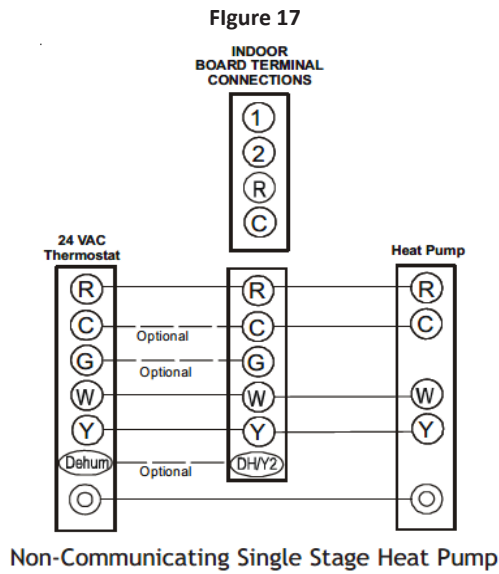 FIgure 17
INDOOR
BOARD TERMINAL
CONNECTIONS
1
2
R
C
24 VAC
Thermostat
Heat Pump
R R R
C Optional C C
G Optional G
W W W
Y Y Y
Dehum Optional DH/Y2
O O
Non-Communicating Single Stage Heat Pump